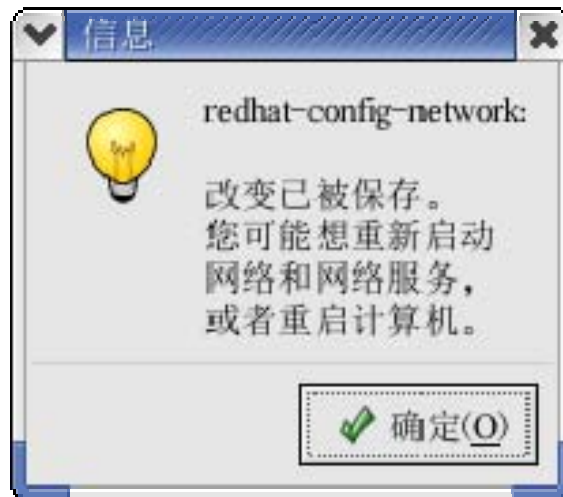 信息
redhat-config-network:
改变已被保存。
您可能想重新启动
网络和网络服务，
或者重启计算机。
确定(O)